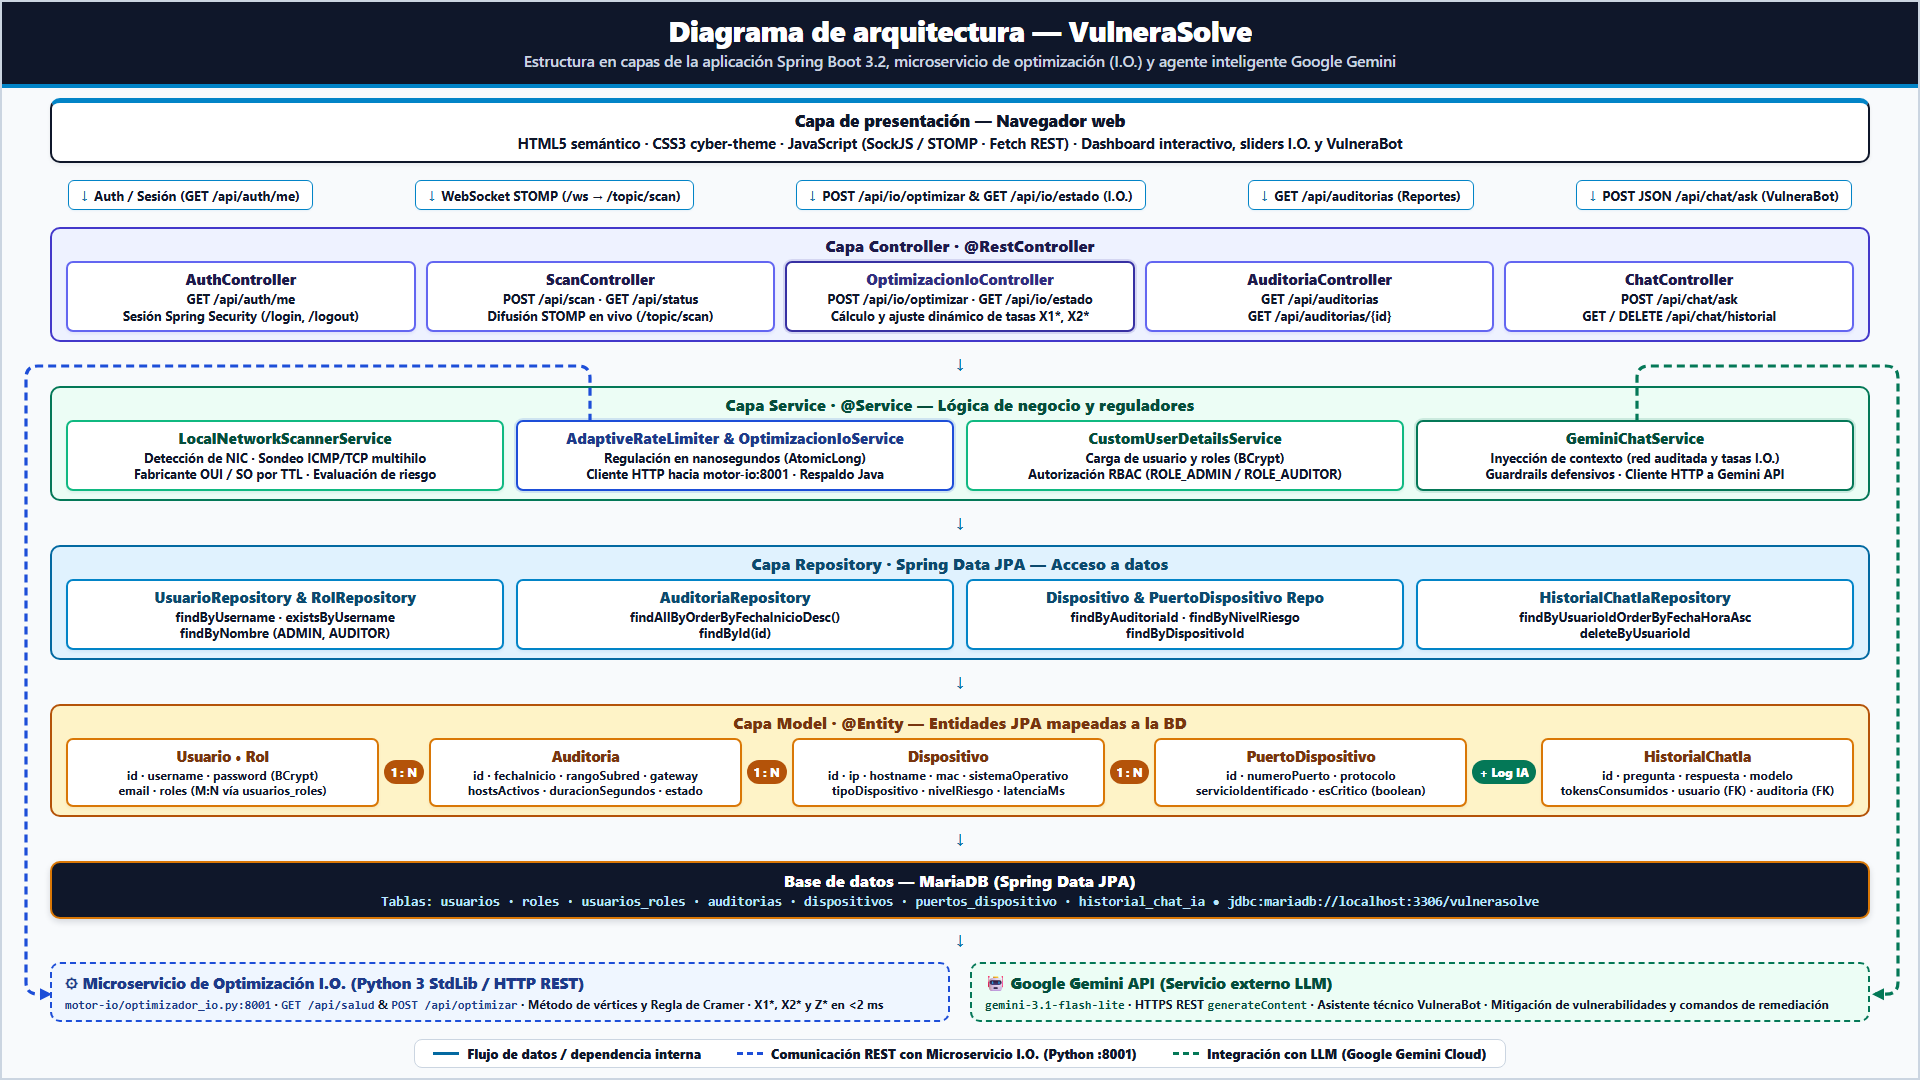 Diagrama de arquitectura — VulneraSolve
Estructura en capas de la aplicación Spring Boot 3.2, microservicio de optimización (I.O.) y agente inteligente Google Gemini
Capa de presentación — Navegador web
HTML5 semántico · CSS3 cyber-theme · JavaScript (SockJS / STOMP · Fetch REST) · Dashboard interactivo, sliders I.O. y VulneraBot
↓ Auth / Sesión (GET /api/auth/me)
↓ WebSocket STOMP (/ws → /topic/scan)
↓ POST /api/io/optimizar & GET /api/io/estado (I.O.)
↓ GET /api/auditorias (Reportes)
↓ POST JSON /api/chat/ask (VulneraBot)
Capa Controller · @RestController
AuthController
GET /api/auth/me
Sesión Spring Security (/login, /logout)
ScanController
POST /api/scan · GET /api/status
Difusión STOMP en vivo (/topic/scan)
OptimizacionIoController
POST /api/io/optimizar · GET /api/io/estado
Cálculo y ajuste dinámico de tasas X1*, X2*
AuditoriaController
GET /api/auditorias
GET /api/auditorias/{id}
ChatController
POST /api/chat/ask
GET / DELETE /api/chat/historial
↓
Capa Service · @Service — Lógica de negocio y reguladores
LocalNetworkScannerService
Detección de NIC · Sondeo ICMP/TCP multihilo
Fabricante OUI / SO por TTL · Evaluación de riesgo
AdaptiveRateLimiter & OptimizacionIoService
Regulación en nanosegundos (AtomicLong)
Cliente HTTP hacia motor-io:8001 · Respaldo Java
CustomUserDetailsService
Carga de usuario y roles (BCrypt)
Autorización RBAC (ROLE_ADMIN / ROLE_AUDITOR)
GeminiChatService
Inyección de contexto (red auditada y tasas I.O.)
Guardrails defensivos · Cliente HTTP a Gemini API
↓
Capa Repository · Spring Data JPA — Acceso a datos
UsuarioRepository & RolRepository
findByUsername · existsByUsername
findByNombre (ADMIN, AUDITOR)
AuditoriaRepository
findAllByOrderByFechaInicioDesc()
findById(id)
Dispositivo & PuertoDispositivo Repo
findByAuditoriaId · findByNivelRiesgo
findByDispositivoId
HistorialChatIaRepository
findByUsuarioIdOrderByFechaHoraAsc
deleteByUsuarioId
↓
Capa Model · @Entity — Entidades JPA mapeadas a la BD
Usuario • Rol
id · username · password (BCrypt)
email · roles (M:N vía usuarios_roles)
1 : N
Auditoria
id · fechaInicio · rangoSubred · gateway
hostsActivos · duracionSegundos · estado
1 : N
Dispositivo
id · ip · hostname · mac · sistemaOperativo
tipoDispositivo · nivelRiesgo · latenciaMs
1 : N
PuertoDispositivo
id · numeroPuerto · protocolo
servicioIdentificado · esCritico (boolean)
+ Log IA
HistorialChatIa
id · pregunta · respuesta · modelo
tokensConsumidos · usuario (FK) · auditoria (FK)
↓
Base de datos — MariaDB (Spring Data JPA)
Tablas: usuarios · roles · usuarios_roles · auditorias · dispositivos · puertos_dispositivo · historial_chat_ia • jdbc:mariadb://localhost:3306/vulnerasolve
↓
⚙ Microservicio de Optimización I.O. (Python 3 StdLib / HTTP REST)
motor-io/optimizador_io.py:8001 · GET /api/salud & POST /api/optimizar · Método de vértices y Regla de Cramer · X1*, X2* y Z* en <2 ms
🤖 Google Gemini API (Servicio externo LLM)
gemini-3.1-flash-lite · HTTPS REST generateContent · Asistente técnico VulneraBot · Mitigación de vulnerabilidades y comandos de remediación
Flujo de datos / dependencia interna
Comunicación REST con Microservicio I.O. (Python :8001)
Integración con LLM (Google Gemini Cloud)